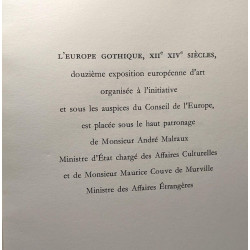 L'EUROPE GOTHIQUE, XIIe XIVe SIÈCLES,
douzième exposition européenne d'art
organisée à l'initiative
et sous les auspices du Conseil de l'Europe,
est placée sous le haut patronage
de Monsieur André Malraux
Ministre d'État chargé des Affaires Culturelles
et de Monsieur Maurice Couve de Murville
Ministre des Affaires Étrangères